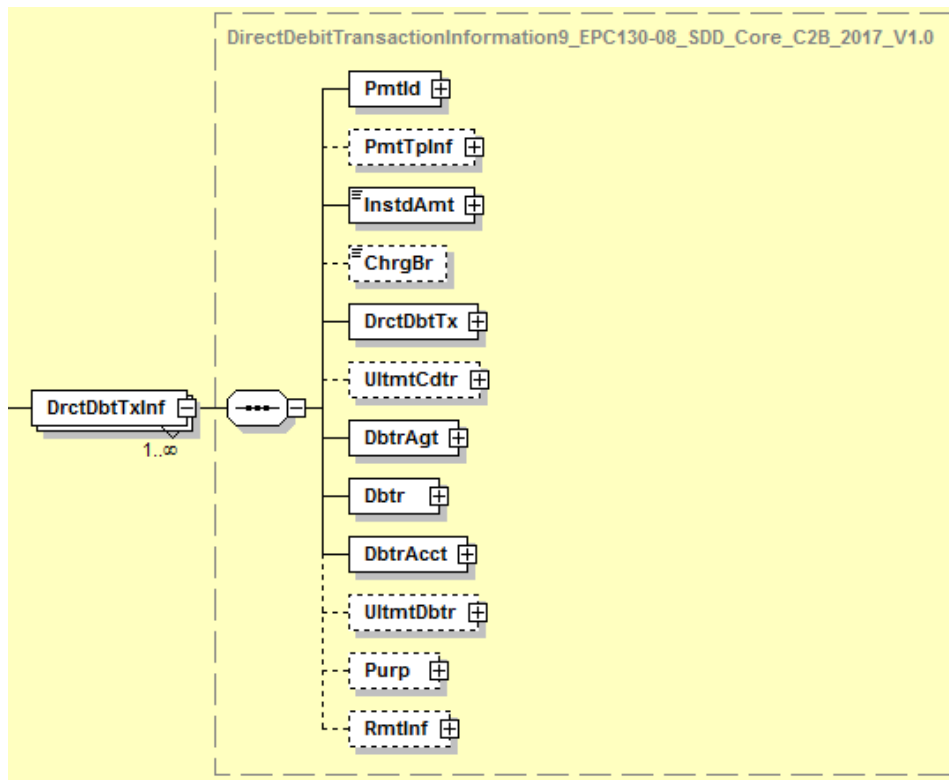 DirectDebitTransactionInformation9_EPC130-08_SDD_Core_C2B_2017_V1.0
PmtId
PmtTpInf
InstdAmt
ChrgBr
DrctDbtTx
UltmtCdtr
DrctDbtTxInf
1..∞
DbtrAgt
Dbtr
DbtrAcct
UltmtDbtr
Purp
RmtInf